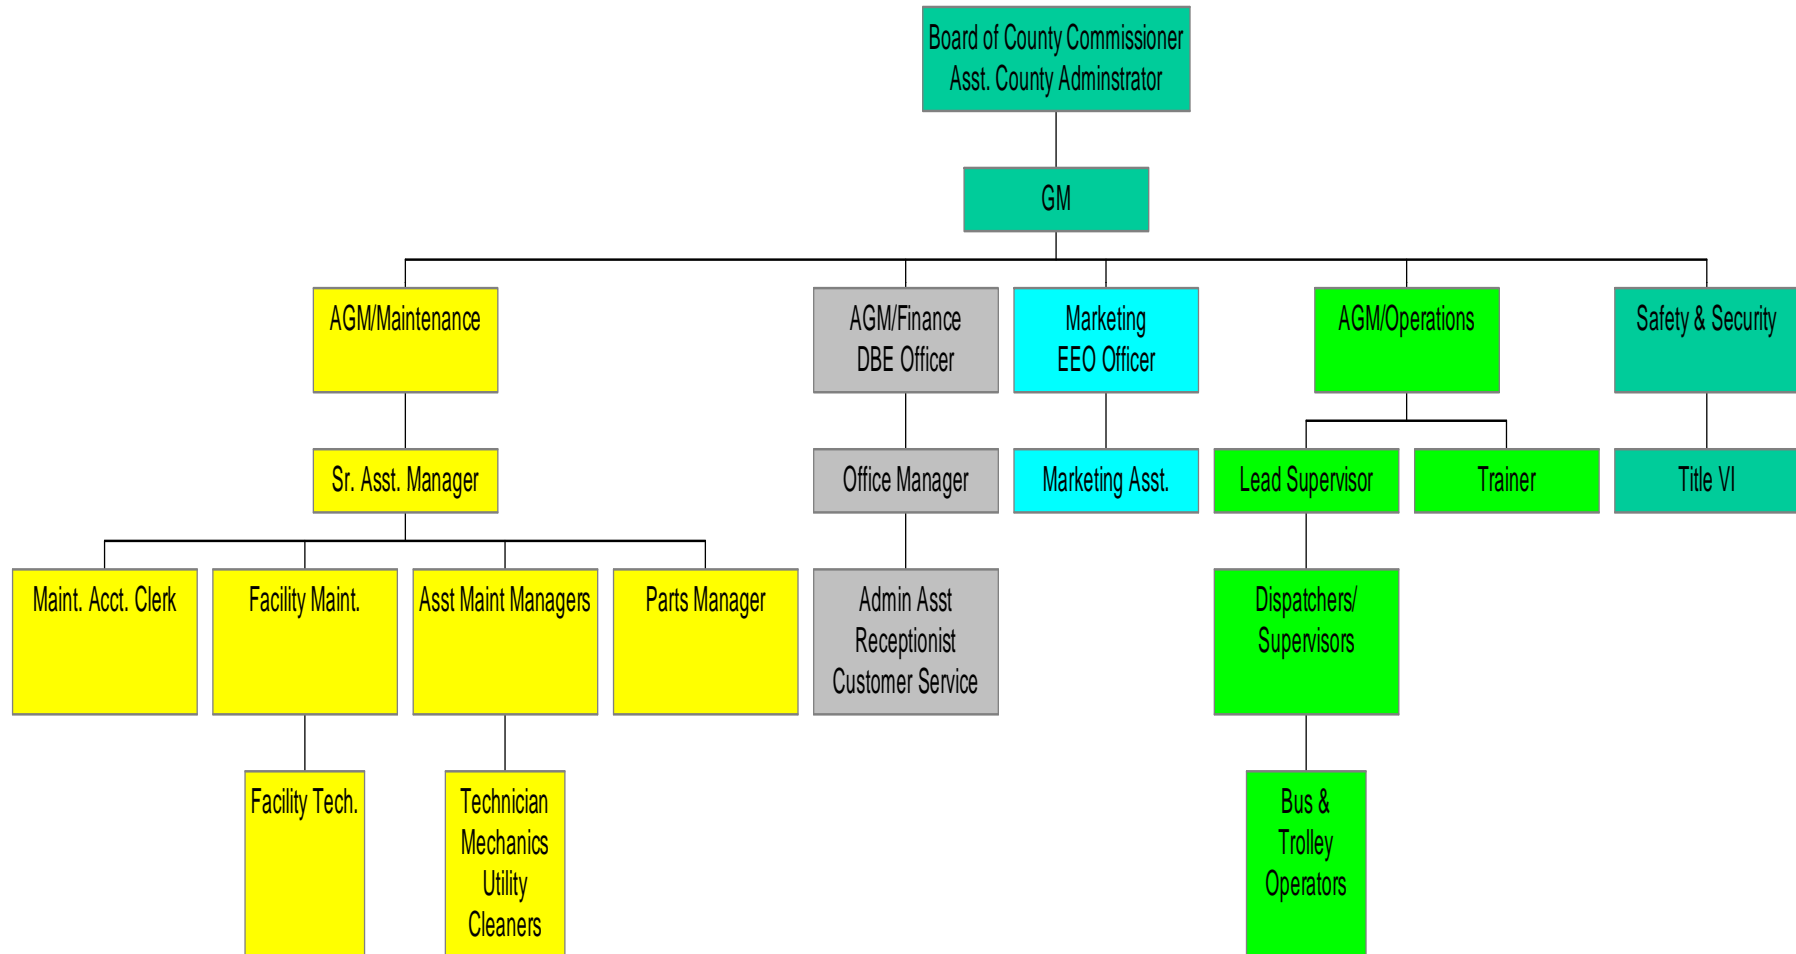 Board of County Commissioner
Asst. County Adminstrator
GM
AGM/Maintenance
AGM/Finance
DBE Officer
Marketing
EEO Officer
AGM/Operations
Safety & Security
Sr. Asst. Manager
Office Manager
Marketing Asst.
Lead Supervisor
Trainer
Title VI
Maint. Acct. Clerk
Facility Maint.
Asst Maint Managers
Parts Manager
Admin Asst
Receptionist
Customer Service
Dispatchers/
Supervisors
Facility Tech.
Technician
Mechanics
Utility
Cleaners
Bus &
Trolley
Operators